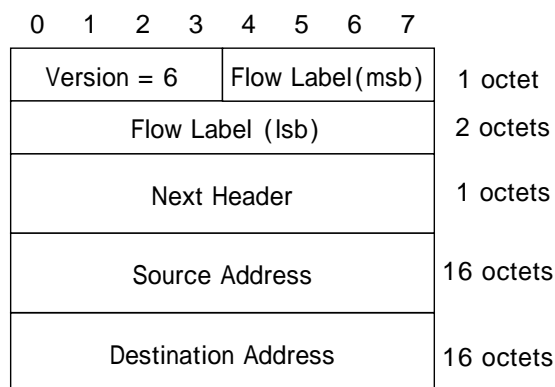 0 1 2 3 4 5 6 7
Version = 6 Flow Label(msb) 1 octet
Flow Label (lsb) 2 octets
Next Header 1 octets
Source Address 16 octets
Destination Address 16 octets